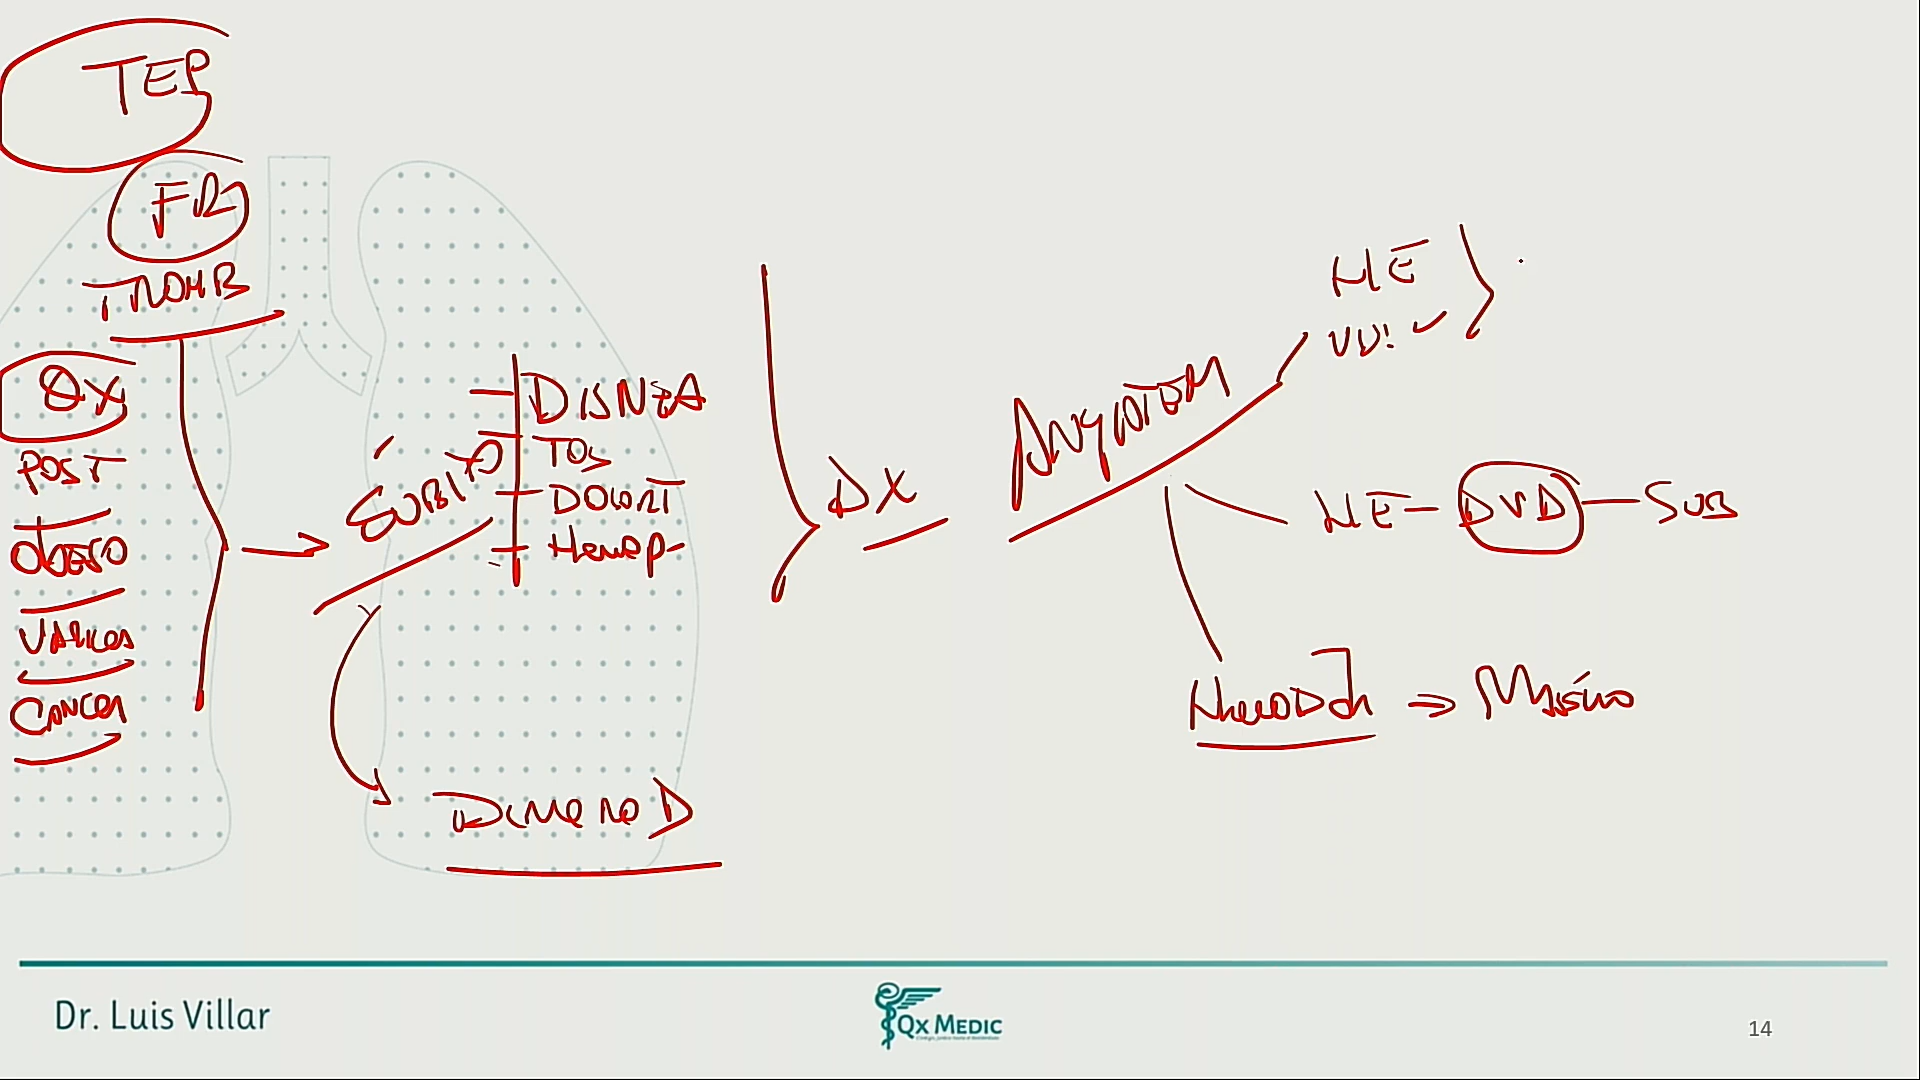 TEP
FR
TROMB
QX
POST
OBESO
VARICES
CANCER
SUBITO
DISNEA
TOS
DOLOR T
Hemop-
DimeRo D
DX
ANGIOTEM
HE
VD! ✓
HE - DVD - SUB
⇒ Masivo
Dr. Luis Villar
QX MEDIC
14